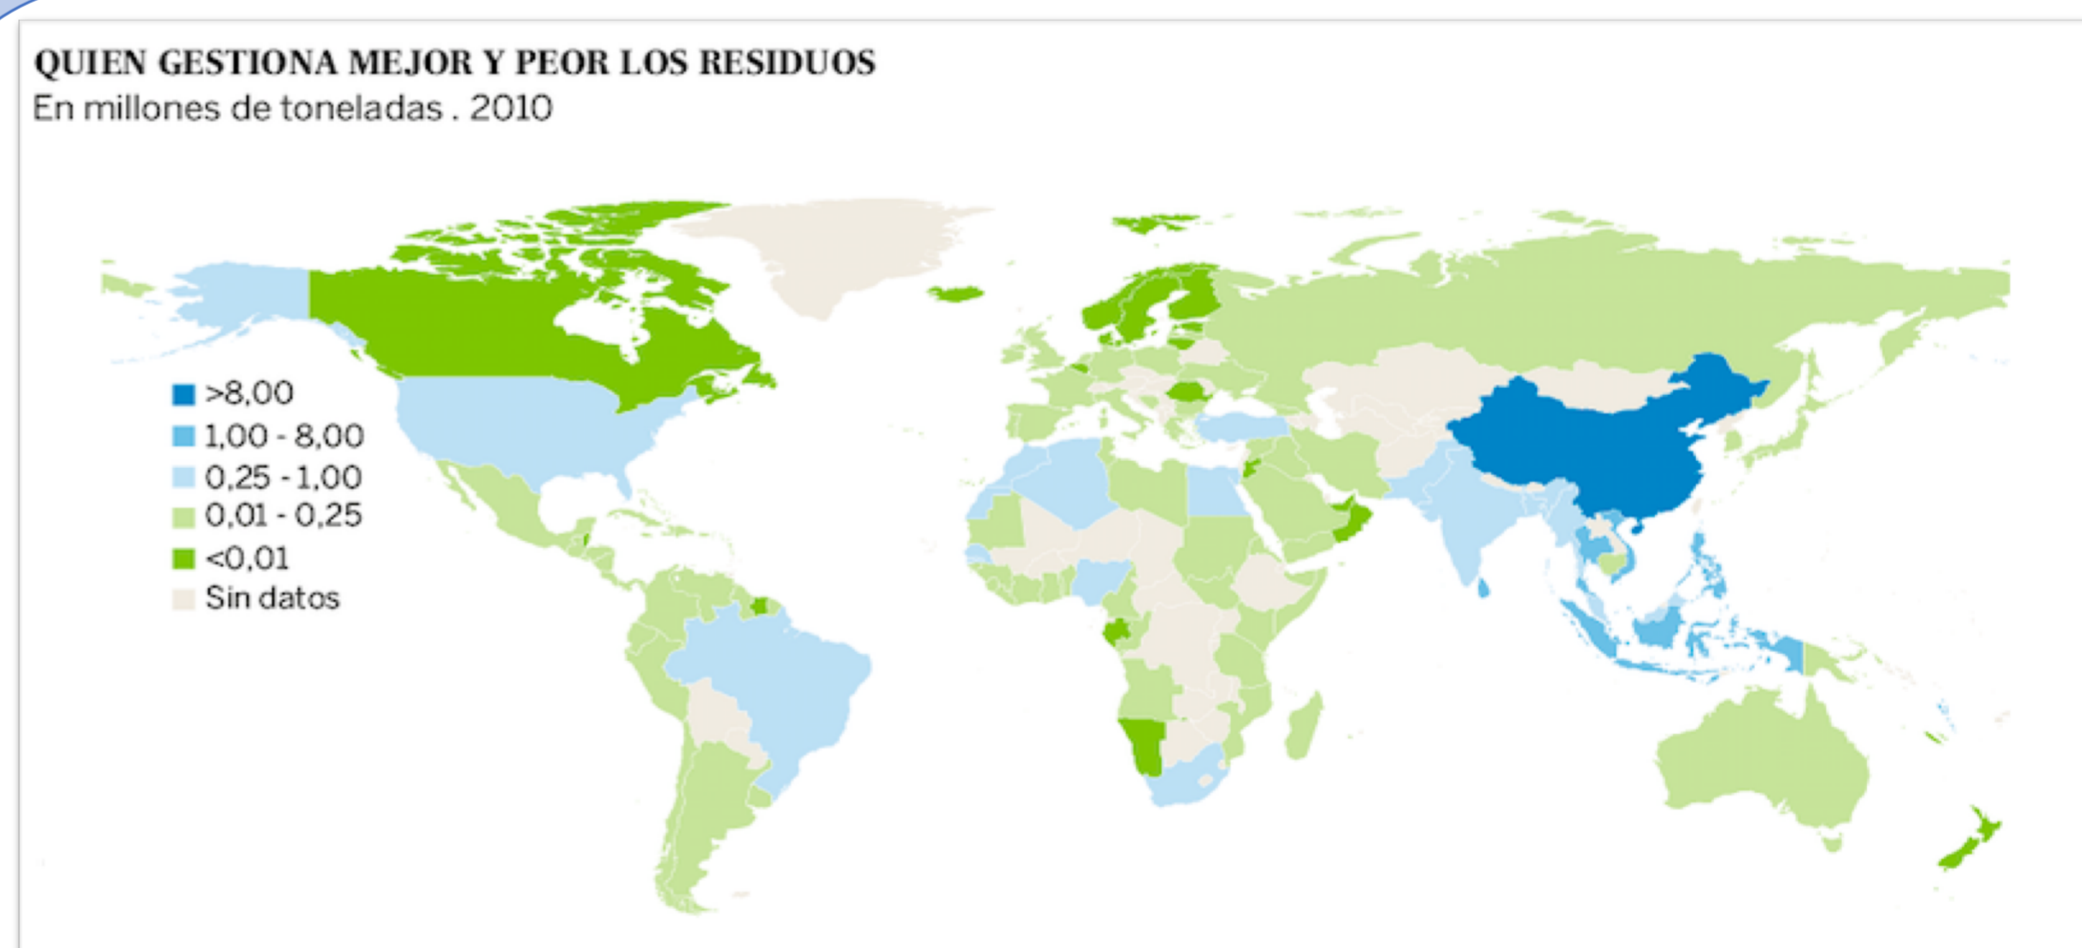 QUIEN GESTIONA MEJOR Y PEOR LOS RESIDUOS
En millones de toneladas . 2010
>8,00
1,00 - 8,00
0,25 - 1,00
0,01 - 0,25
<0,01
Sin datos